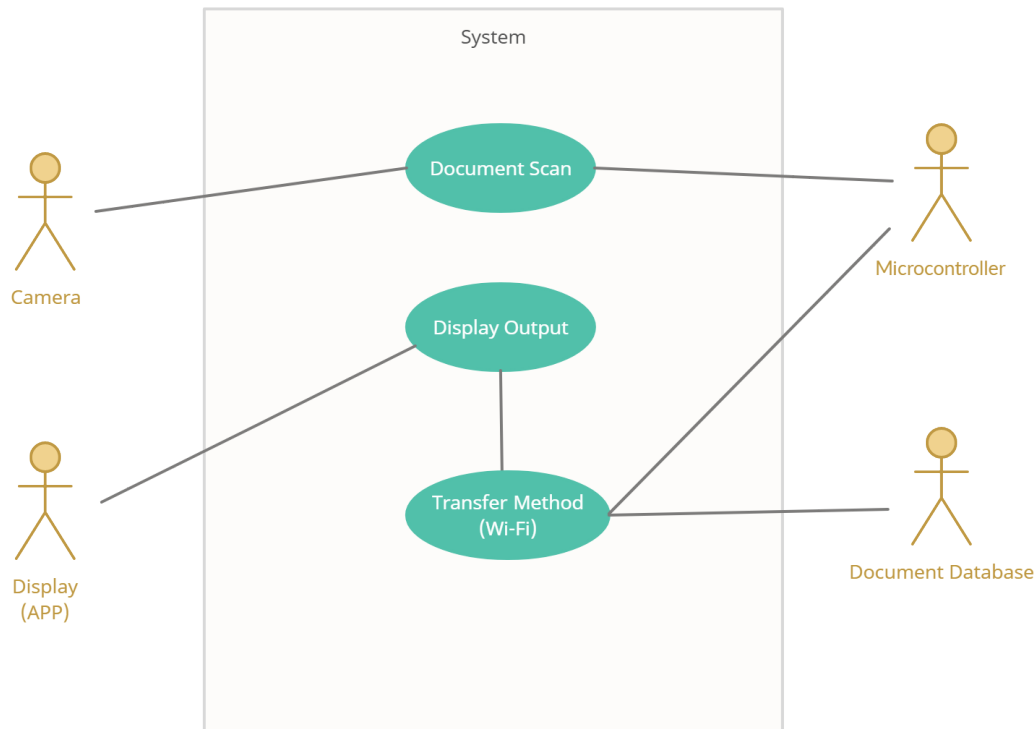 System
Document Scan
Camera
Microcontroller
Display Output
Transfer Method
(Wi-Fi)
Display
(APP)
Document Database